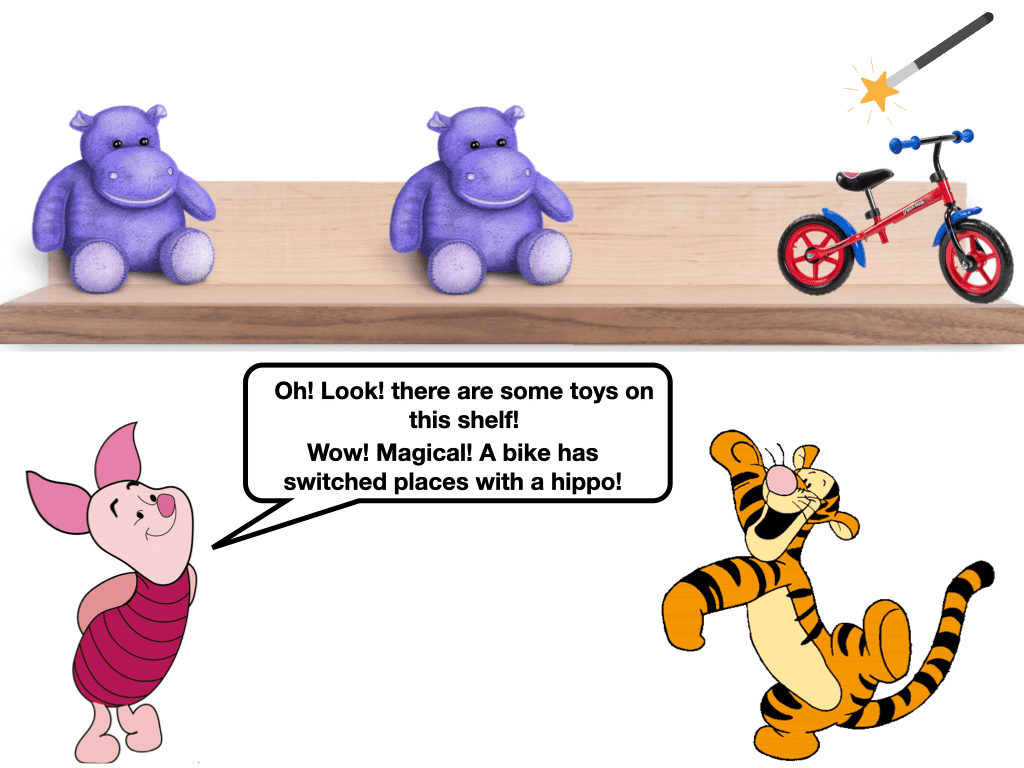 Oh! Look! there are some toys on
this shelf!
Wow! Magical! A bike has
switched places with a hippo!